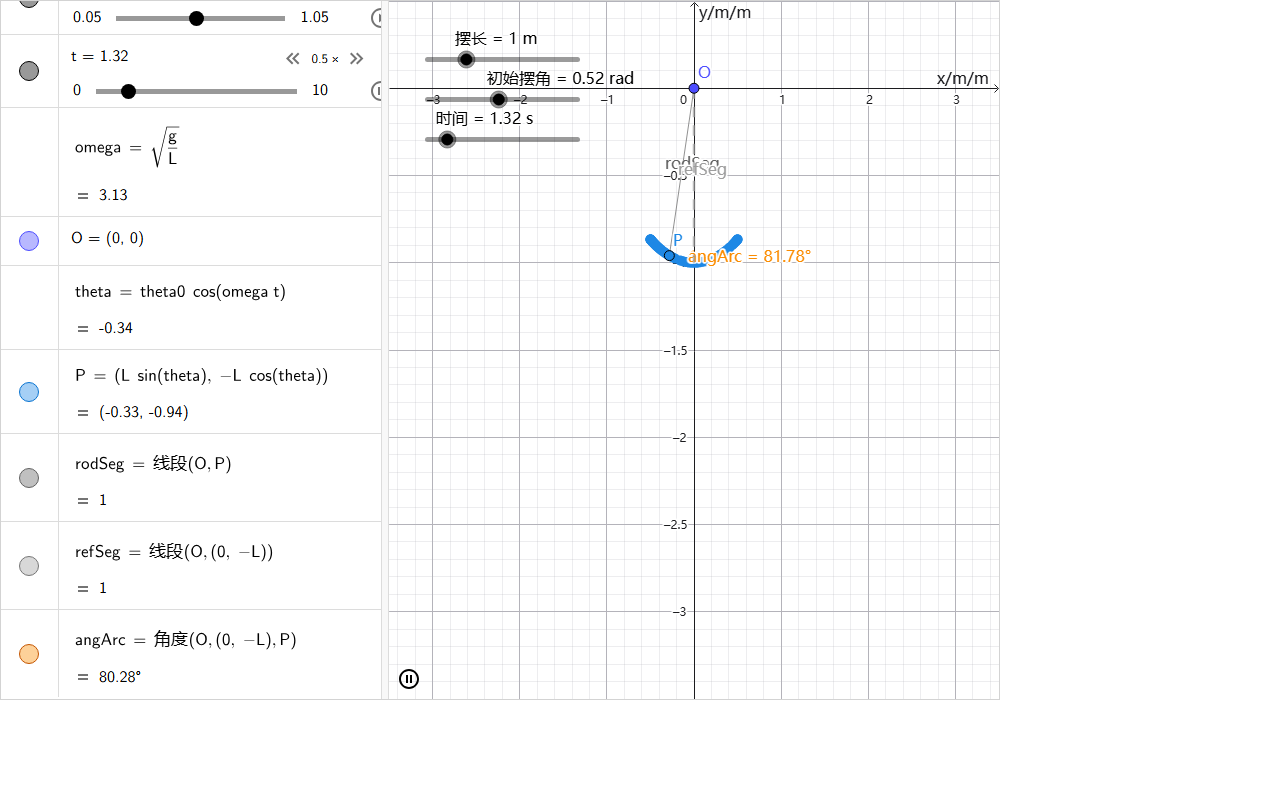 0.05 1.05
t = 1.32
0.5 ×
0 10
omega = √(g/L)
= 3.13
O = (0, 0)
theta = theta0 cos(omega t)
= -0.34
P = (L sin(theta), −L cos(theta))
= (-0.33, -0.94)
rodSeg = 线段(O, P)
= 1
refSeg = 线段(O, (0, −L))
= 1
angArc = 角度(O, (0, −L), P)
= 80.28°
y/m/m
摆长 = 1 m
O
初始摆角 = 0.52 rad
x/m/m
−3 −2 −1 0 1 2 3
时间 = 1.32 s
rodSeg
refSeg
−0.5
P
angArc = 81.78°
−1.5
−2
−2.5
−3